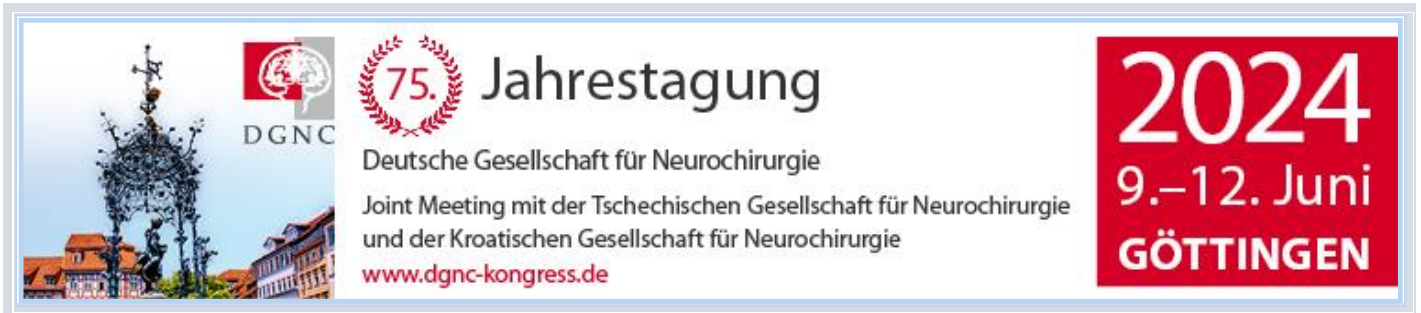 DGNC
75. Jahrestagung
Deutsche Gesellschaft für Neurochirurgie
Joint Meeting mit der Tschechischen Gesellschaft für Neurochirurgie
und der Kroatischen Gesellschaft für Neurochirurgie
www.dgnc-kongress.de
2024
9.–12. Juni
GÖTTINGEN